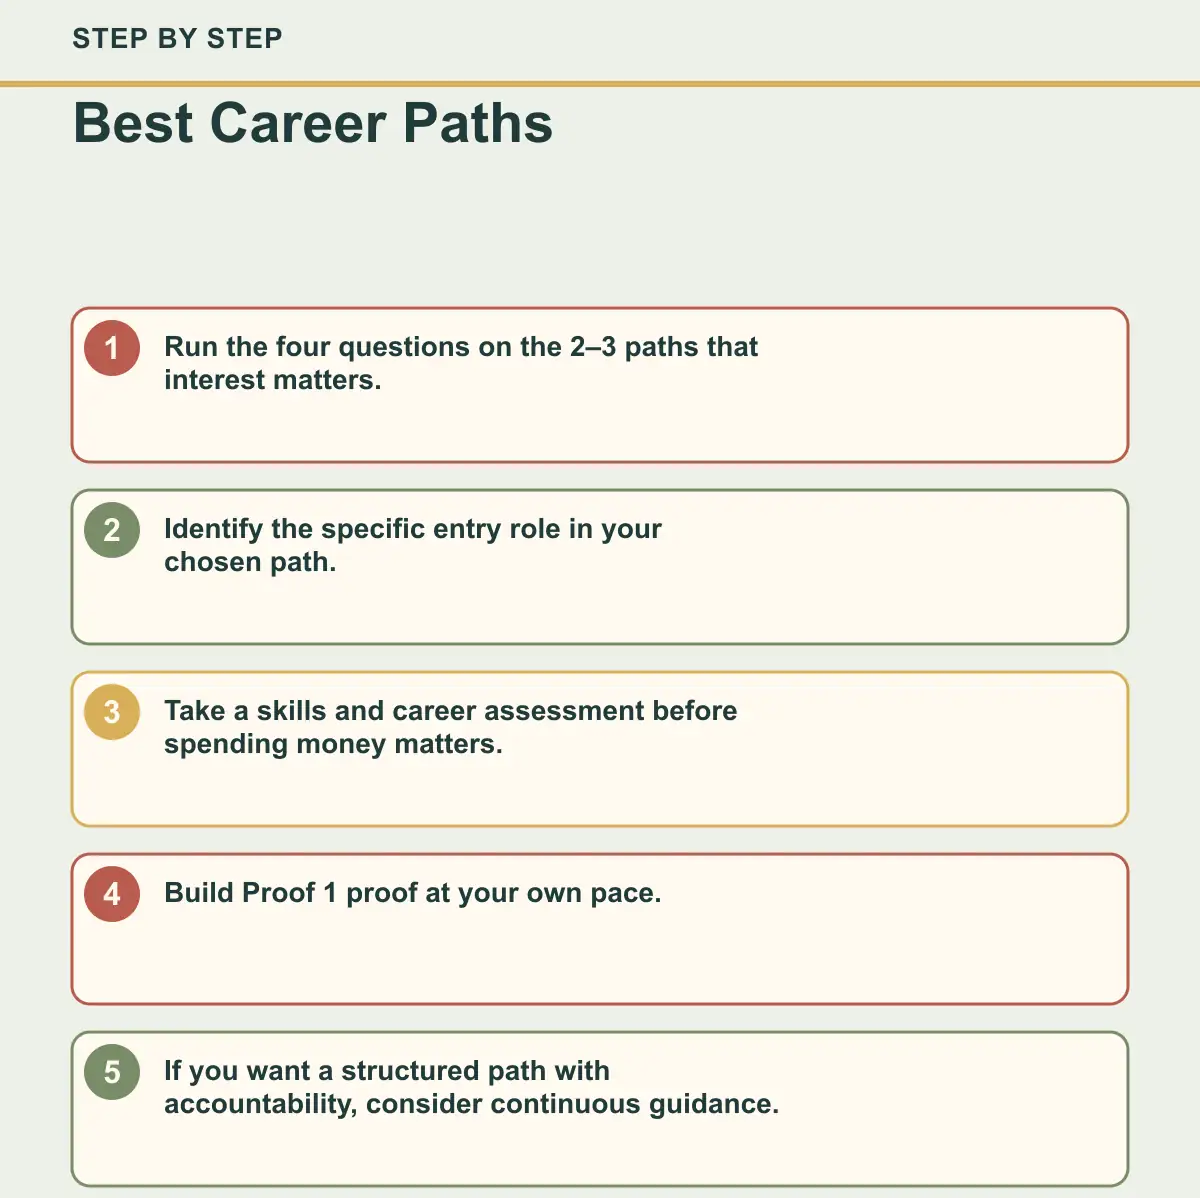 STEP BY STEP
Best Career Paths
1
Run the four questions on the 2–3 paths that
interest matters.
2
Identify the specific entry role in your
chosen path.
3
Take a skills and career assessment before
spending money matters.
4
Build Proof 1 proof at your own pace.
5
If you want a structured path with
accountability, consider continuous guidance.